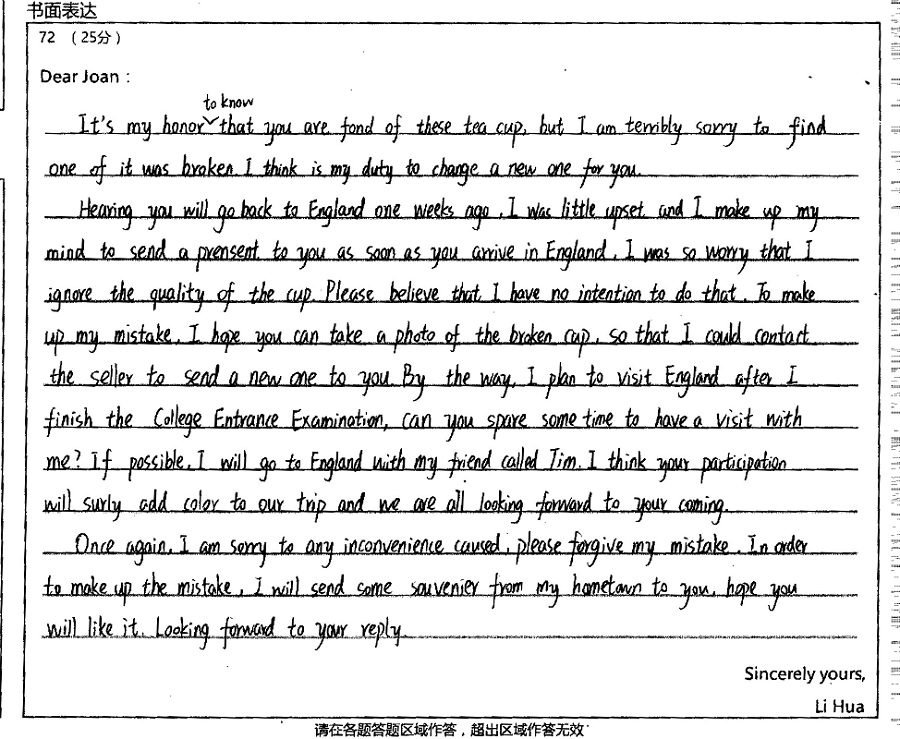 书面表达
72 （25分）
Dear Joan：
to know
It's my honor that you are fond of these tea cup, but I am terribly sorry to find
one of it was broken. I think is my duty to change a new one for you.
Hearing you will go back to England one weeks ago, I was little upset and I make up my
mind to send a prensent to you as soon as you arrive in England. I was so worry that I
ignore the quality of the cup. Please believe that I have no intention to do that. To make
up my mistake, I hope you can take a photo of the broken cup, so that I could contact
the seller to send a new one to you. By the way, I plan to visit England after I
finish the College Entrance Examination, can you spare some time to have a visit with
me? If possible, I will go to England with my friend called Tim. I think your participation
will surly add color to our trip and we are all looking forward to your coming.
Once again, I am sorry to any inconvenience caused, please forgive my mistake. In order
to make up the mistake, I will send some souvenier from my hometown to you, hope you
will like it. Looking forward to your reply.
Sincerely yours,
Li Hua
请在各题答题区域作答，超出区域作答无效